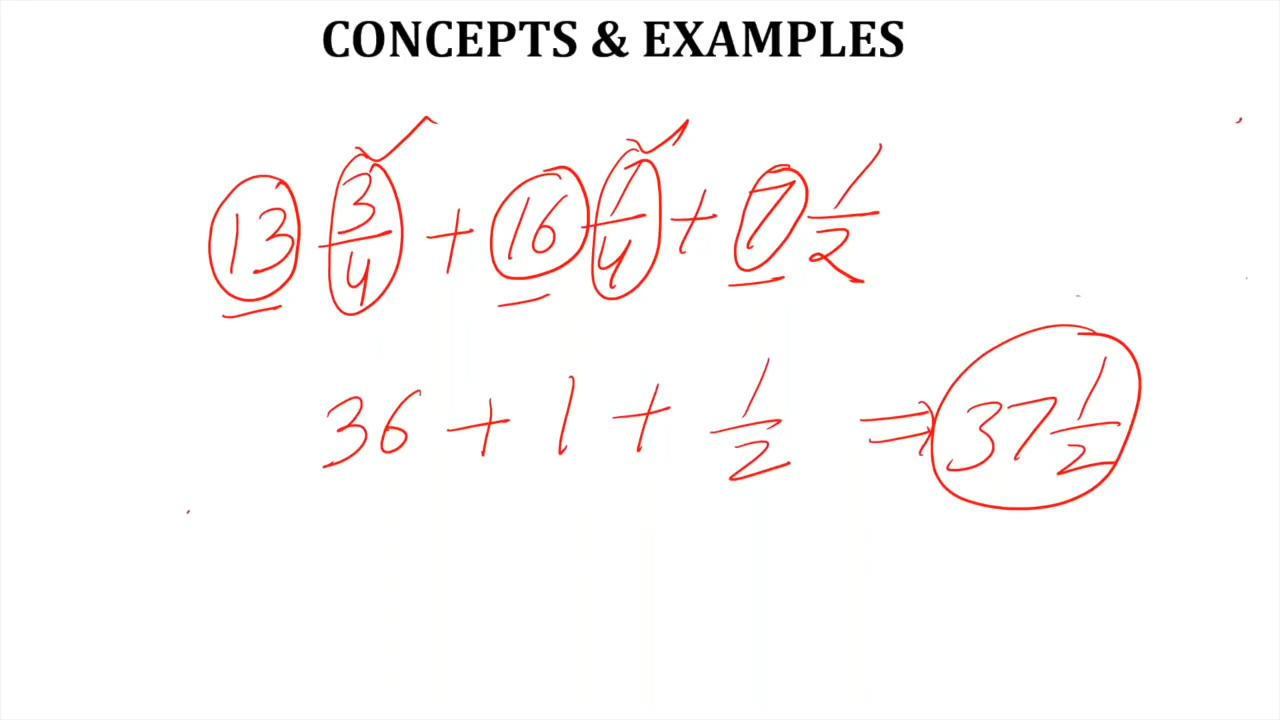 CONCEPTS & EXAMPLES
13 3/4 + 16 1/4 + 7 1/2
36 + 1 + 1/2 ⇒ 37 1/2